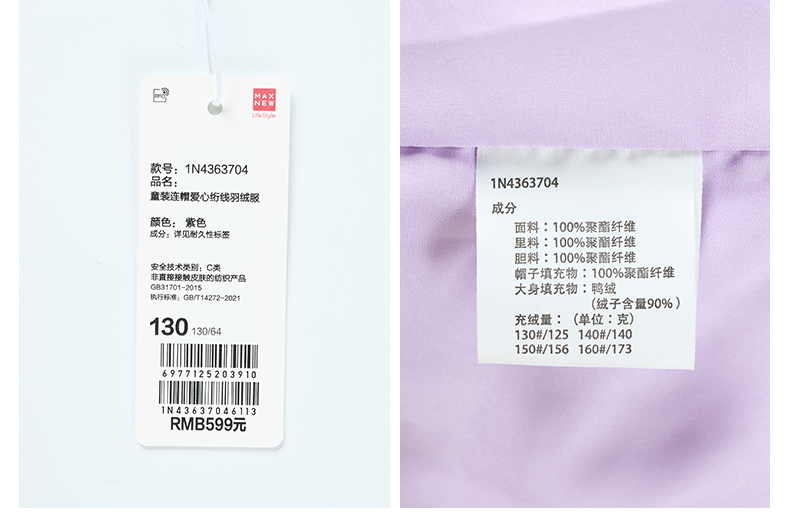 MAX
NEW
Life Style
款号：1N4363704
品名：
童装连帽爱心绗线羽绒服
颜色：紫色
成分：详见耐久性标签
安全技术类别：C类
非直接接触皮肤的纺织产品
GB31701-2015
执行标准：GB/T14272-2021
130 130/64
6977125203910
1N43637046113
RMB599元
1N4363704
成分
面料：100%聚酯纤维
里料：100%聚酯纤维
胆料：100%聚酯纤维
帽子填充物：100%聚酯纤维
大身填充物：鸭绒
（绒子含量90%）
充绒量：（单位：克）
130#/125 140#/140
150#/156 160#/173